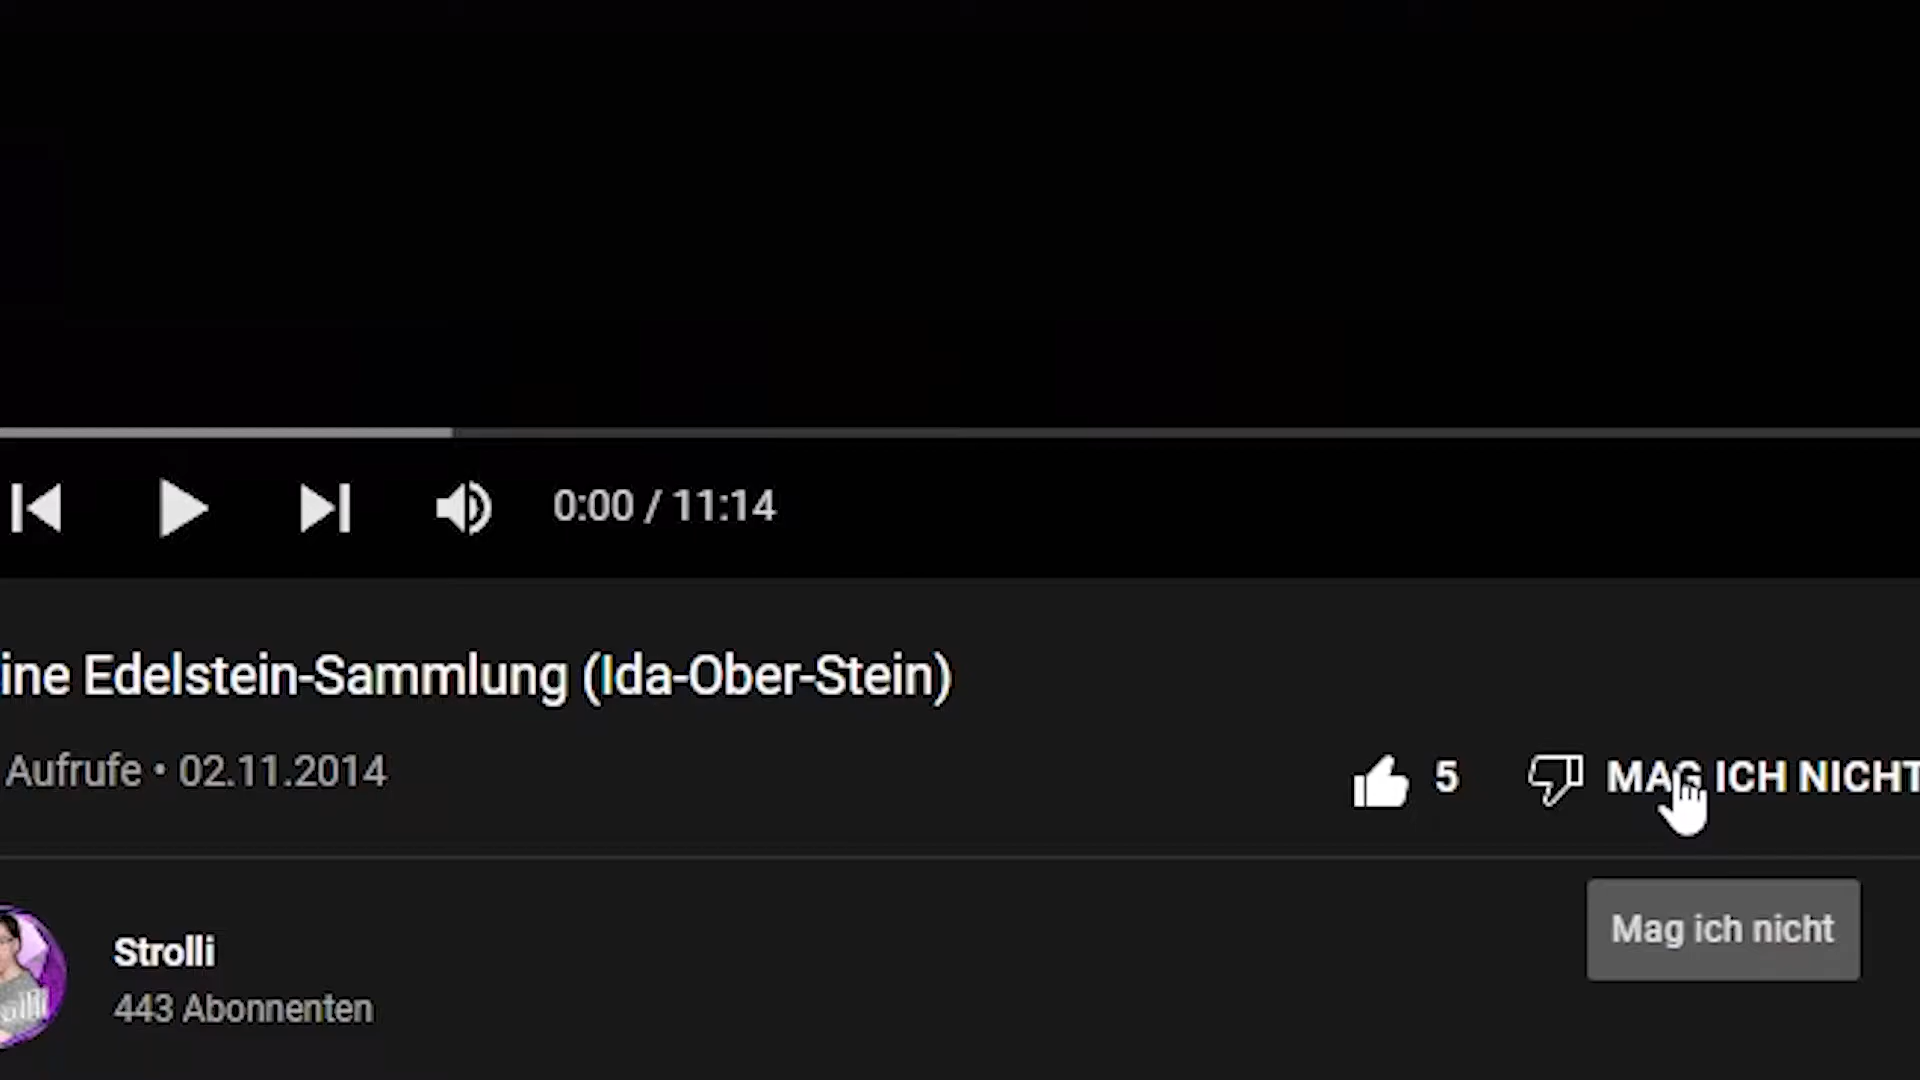 0:00 / 11:14
ine Edelstein-Sammlung (Ida-Ober-Stein)
Aufrufe • 02.11.2014
5 MAG ICH NICHT
Strolli
443 Abonnenten
Mag ich nicht